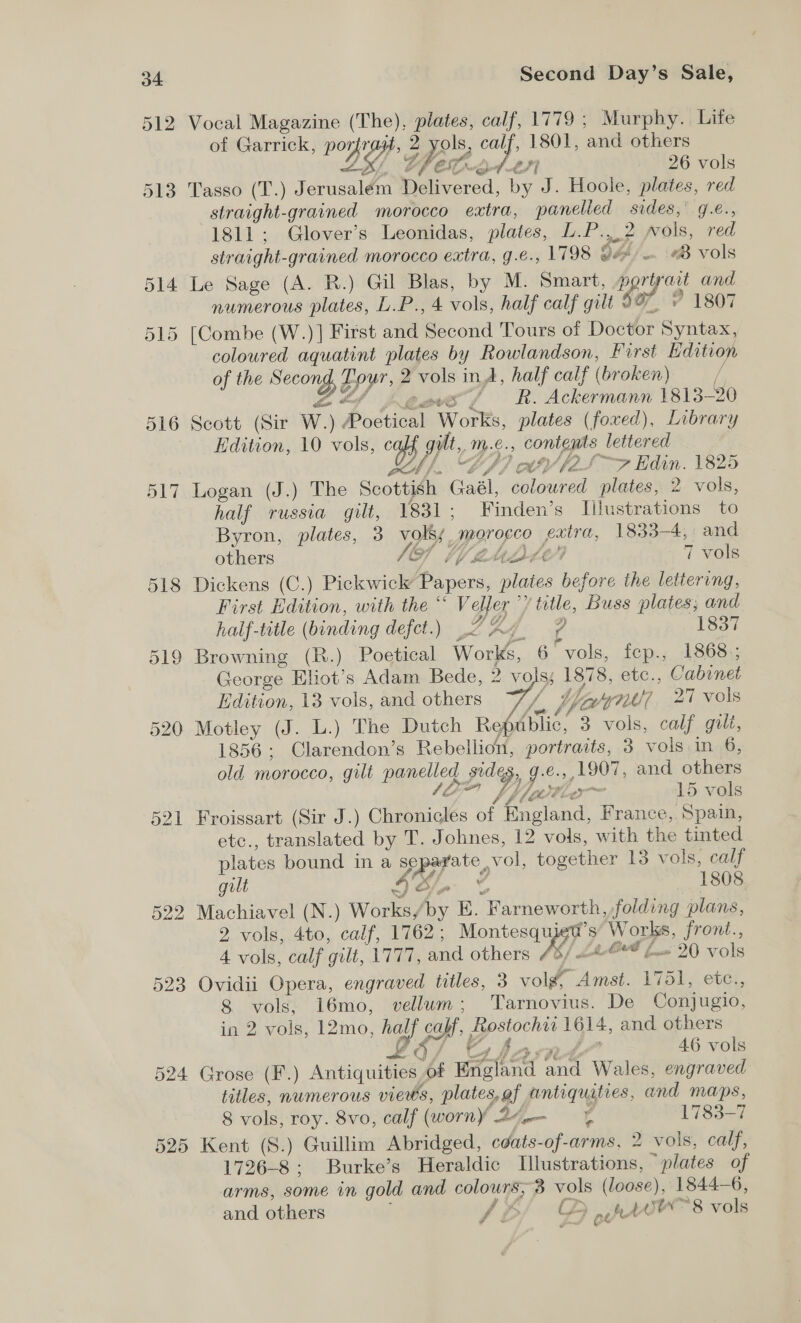 34 Second Day's Sale,
512 Vocal Magazine (The), plates, calf, 1779; Murphy. Life
of Garrick, portrait, 2 vols, calf, 1801, and others
26 vols
513 Tasso (T.) Jerusalém Delivered, by J. Hoole, plates, red
straight-grained morocco extra, panelled sides, g.e.,
1811; Glover's Leonidas, plates, L.P., 2 vols, red
straight-grained morocco extra, g.e., 1798 3 vols
514 Le Sage (A. R.) Gil Blas, by M. Smart, portrait and
numerous plates, L.P., 4 vols, half calf gilt 1807
515 [Combe (W.)] First and Second Tours of Doctor Syntax,
coloured aquatint plates by Rowlandson, First Edition
of the Second Tour, 2 vols in 1, half calf (broken)
R. Ackermann 1813-20
516 Scott (Sir W.) Poetical Works, plates (foxed), Library
Edition, 10 vols, calf gilt, m.e., contents lettered
Edin. 1825
517 Logan (J.) The Scottish Gaël, coloured plates, 2 vols,
half russia gilt, 1831; Finden's Illustrations to
Byron, plates, 3 vols, morocco extra, 1833-4, and
others 7 vols
518 Dickens (C.) Pickwick Papers, plates before the lettering,
First Edition, with the "Veller" title, Buss plates, and
half-title (binding defct.) 1837
519 Browning (R.) Poetical Works, 6 vols, fcp., 1868;
George Eliot's Adam Bede, 2 vols, 1878, etc., Cabinet
Edition, 13 vols, and others 27 vols
520 Motley (J. L.) The Dutch Republic, 3 vols, calf gilt,
1856; Clarendon's Rebellion, portraits, 3 vols in 6,
old morocco, gilt panelled sides, g.e., 1907, and others
15 vols
521 Froissart (Sir J.) Chronicles of England, France, Spain,
etc., translated by T. Johnes, 12 vols, with the tinted
plates bound in a separate vol, together 13 vols, calf
gilt 1808
522 Machiavel (N.) Works, by E. Farneworth, folding plans,
2 vols, 4to, calf, 1762; Montesquieu's Works, front.,
4 vols, calf gilt, 1777, and others 20 vols
523 Ovidii Opera, engraved titles, 3 vols, Amst. 1751, etc.,
8 vols, 16mo, vellum; Tarnovius. De Conjugio,
in 2 vols, 12mo, half calf, Rostochii 1614, and others
46 vols
524 Grose (F.) Antiquities of England and Wales, engraved
titles, numerous views, plates of antiquities, and maps,
8 vols, roy. 8vo, calf (worn) 1783-7
525 Kent (S.) Guillim Abridged, coats-of-arms, 2 vols, calf,
1726-8; Burke's Heraldic Illustrations, plates of
arms, some in gold and colours, 3 vols (loose), 1844-6,
and others 8 vols